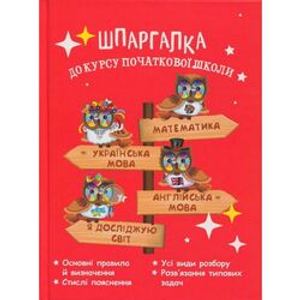 ШПАРГАЛКА
ДО КУРСУ ПОЧАТКОВОЇ ШКОЛИ
МАТЕМАТИКА
УКРАЇНСЬКА
МОВА
АНГЛІЙСЬКА
МОВА
Я ДОСЛІДЖУЮ
СВІТ
• Основні правила
й визначення
• Стислі пояснення
• Усі види розбору
• Розв'язання типових
задач